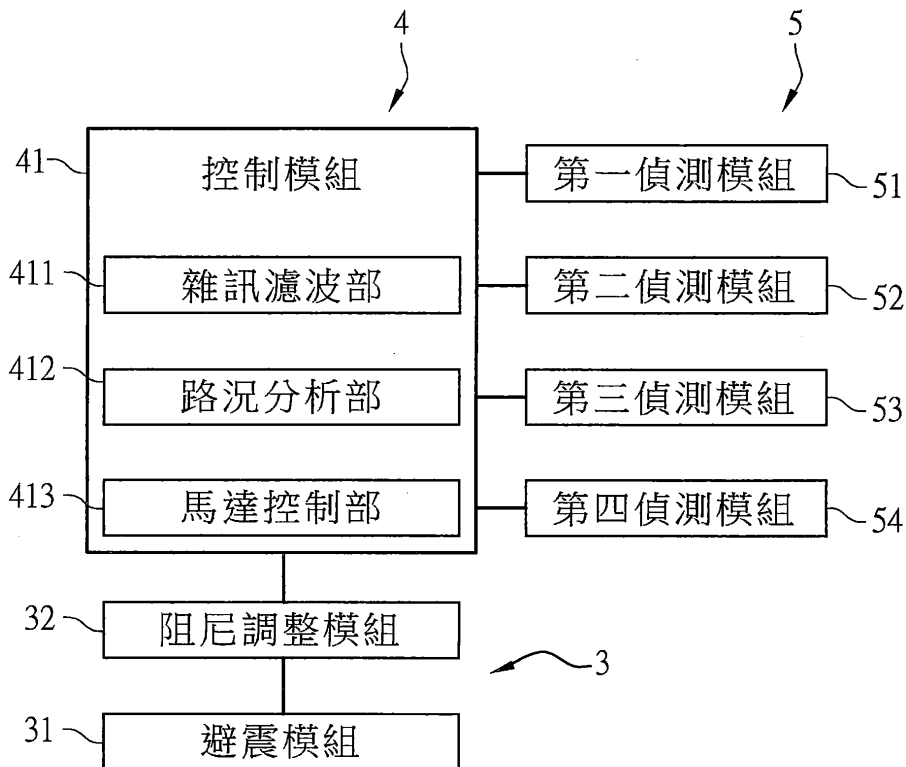 4
5
41
控制模組
第一偵測模組
51
411
雜訊濾波部
第二偵測模組
52
412
路況分析部
第三偵測模組
53
413
馬達控制部
第四偵測模組
54
32
阻尼調整模組
3
31
避震模組